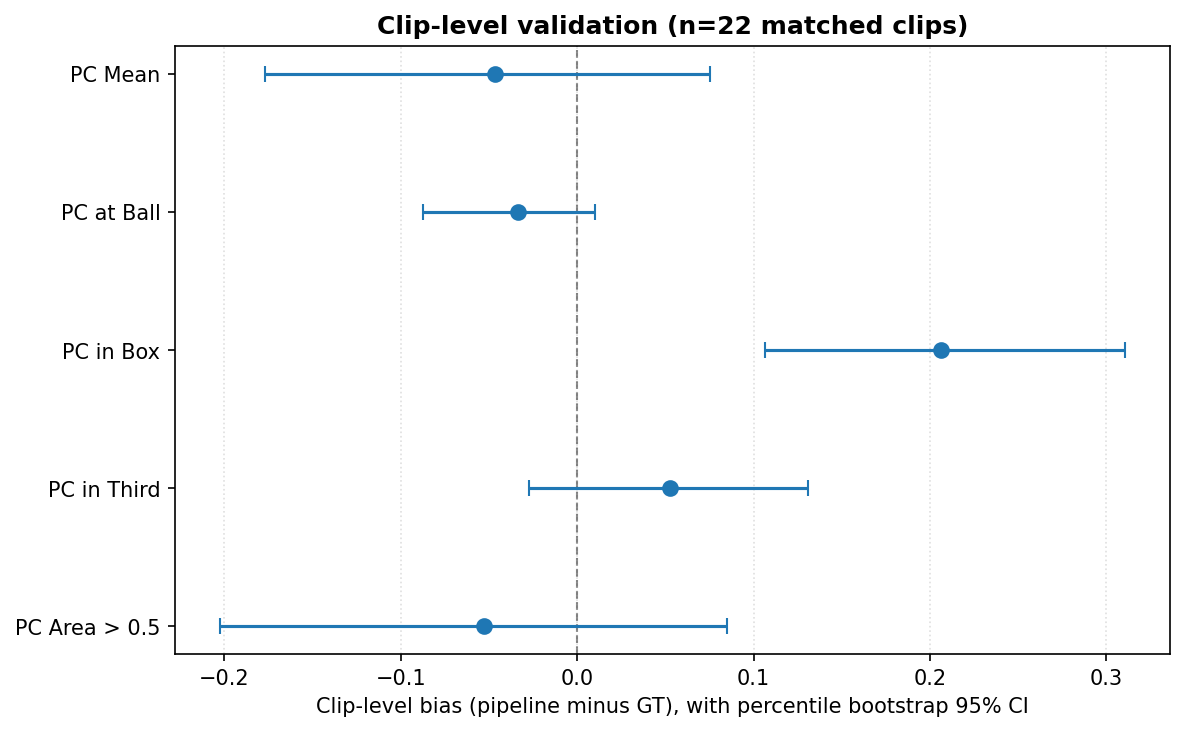 Clip-level validation (n=22 matched clips)
PC Mean
PC at Ball
PC in Box
PC in Third
PC Area > 0.5
−0.2 −0.1 0.0 0.1 0.2 0.3
Clip-level bias (pipeline minus GT), with percentile bootstrap 95% CI